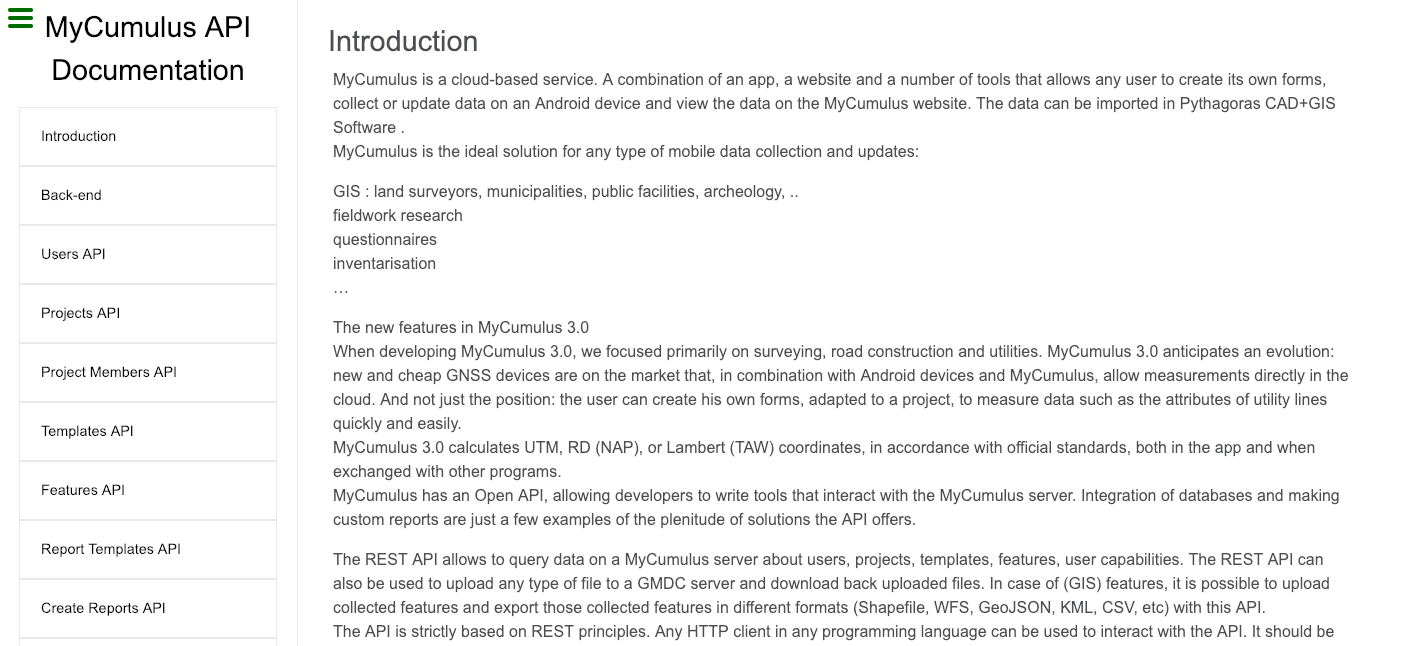 MyCumulus API
Documentation
Introduction
Back-end
Users API
Projects API
Project Members API
Templates API
Features API
Report Templates API
Create Reports API
Introduction
MyCumulus is a cloud-based service. A combination of an app, a website and a number of tools that allows any user to create its own forms,
collect or update data on an Android device and view the data on the MyCumulus website. The data can be imported in Pythagoras CAD+GIS
Software .
MyCumulus is the ideal solution for any type of mobile data collection and updates:
GIS : land surveyors, municipalities, public facilities, archeology, ..
fieldwork research
questionnaires
inventarisation
…
The new features in MyCumulus 3.0
When developing MyCumulus 3.0, we focused primarily on surveying, road construction and utilities. MyCumulus 3.0 anticipates an evolution:
new and cheap GNSS devices are on the market that, in combination with Android devices and MyCumulus, allow measurements directly in the
cloud. And not just the position: the user can create his own forms, adapted to a project, to measure data such as the attributes of utility lines
quickly and easily.
MyCumulus 3.0 calculates UTM, RD (NAP), or Lambert (TAW) coordinates, in accordance with official standards, both in the app and when
exchanged with other programs.
MyCumulus has an Open API, allowing developers to write tools that interact with the MyCumulus server. Integration of databases and making
custom reports are just a few examples of the plenitude of solutions the API offers.
The REST API allows to query data on a MyCumulus server about users, projects, templates, features, user capabilities. The REST API can
also be used to upload any type of file to a GMDC server and download back uploaded files. In case of (GIS) features, it is possible to upload
collected features and export those collected features in different formats (Shapefile, WFS, GeoJSON, KML, CSV, etc) with this API.
The API is strictly based on REST principles. Any HTTP client in any programming language can be used to interact with the API. It should be